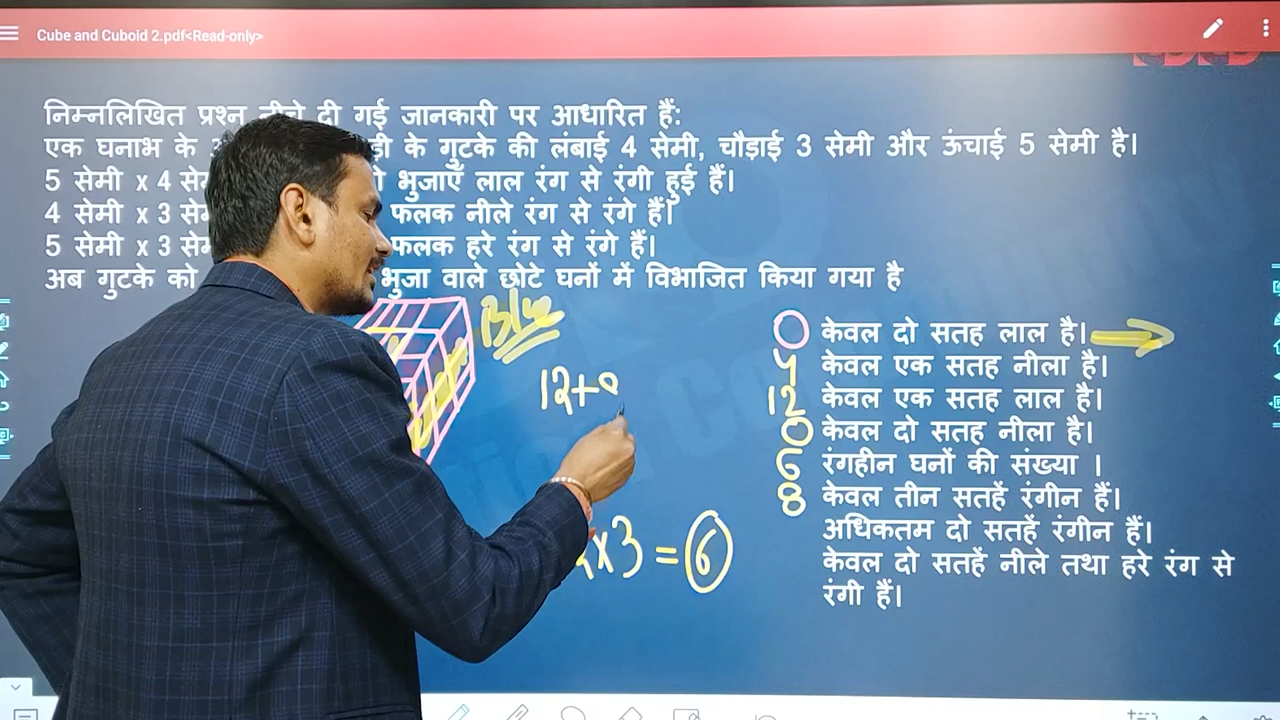 Cube and Cuboid 2.pdf<Read-only>
निम्नलिखित प्रश्न नीचे दी गई जानकारी पर आधारित हैं:
एक घनाभ के के गुटके की लंबाई 4 सेमी, चौड़ाई 3 सेमी और ऊंचाई 5 सेमी है।
5 सेमी x 4 भुजाएँ लाल रंग से रंगी हुई हैं।
4 सेमी x 3 फलक नीले रंग से रंगे हैं।
5 सेमी x 3 फलक हरे रंग से रंगे हैं।
अब गुटके को भुजा वाले छोटे घनों में विभाजित किया गया है
Blue
12+
x3 = 6
0 केवल दो सतह लाल है।
4 केवल एक सतह नीला है।
12 केवल एक सतह लाल है।
0 केवल दो सतह नीला है।
6 रंगहीन घनों की संख्या ।
8 केवल तीन सतहें रंगीन हैं।
अधिकतम दो सतहें रंगीन हैं।
केवल दो सतहें नीले तथा हरे रंग से
रंगी हैं।